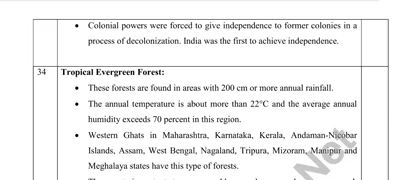 • Colonial powers were forced to give independence to former colonies in a
process of decolonization. India was the first to achieve independence.
34 Tropical Evergreen Forest:
• These forests are found in areas with 200 cm or more annual rainfall.
• The annual temperature is about more than 22°C and the average annual
humidity exceeds 70 percent in this region.
• Western Ghats in Maharashtra, Karnataka, Kerala, Andaman-Nicobar
Islands, Assam, West Bengal, Nagaland, Tripura, Mizoram, Manipur and
Meghalaya states have this type of forests.
Net